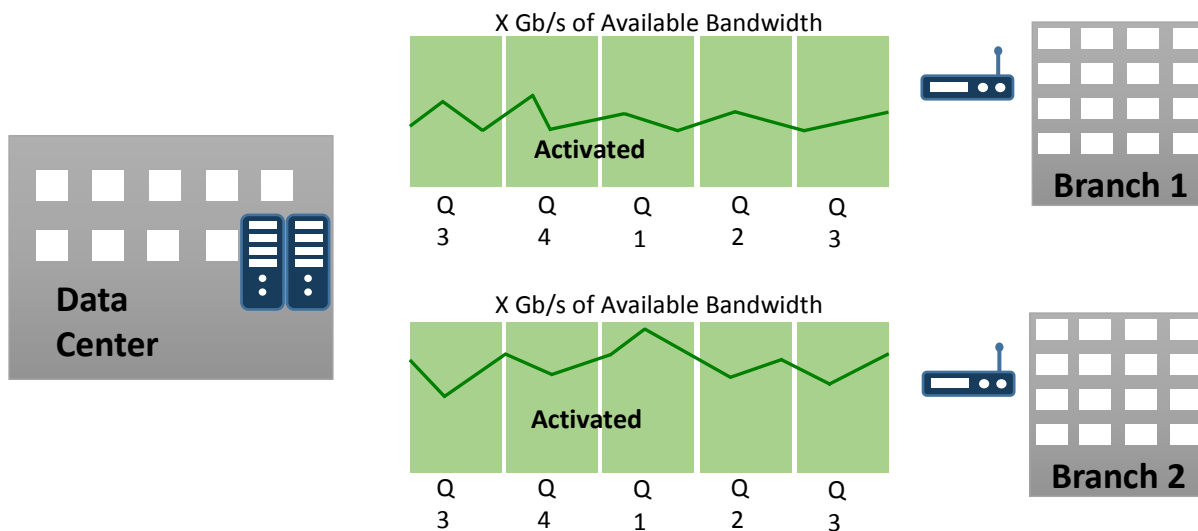 X Gb/s of Available Bandwidth
Activated
Q Q Q Q Q
3 4 1 2 3
Branch 1
Data
Center
X Gb/s of Available Bandwidth
Activated
Q Q Q Q Q
3 4 1 2 3
Branch 2